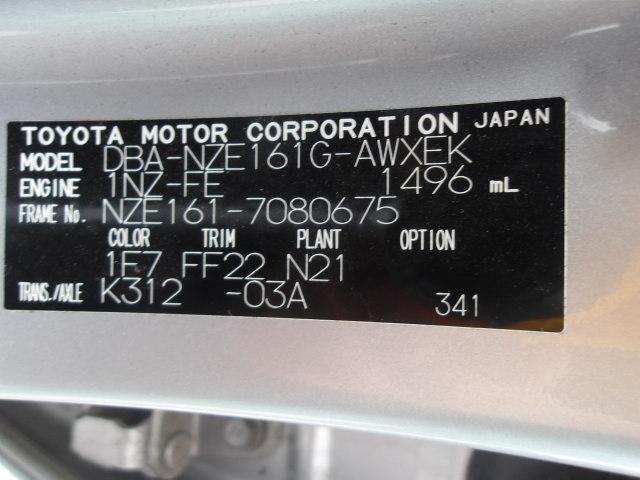 TOYOTA MOTOR CORPORATION JAPAN
MODEL DBA-NZE161G-AWXEK
ENGINE 1NZ-FE 1496 mL
FRAME No. NZE161-7080675
COLOR TRIM PLANT OPTION
1F7 FF22 N21
TRANS./AXLE K312 -03A 341